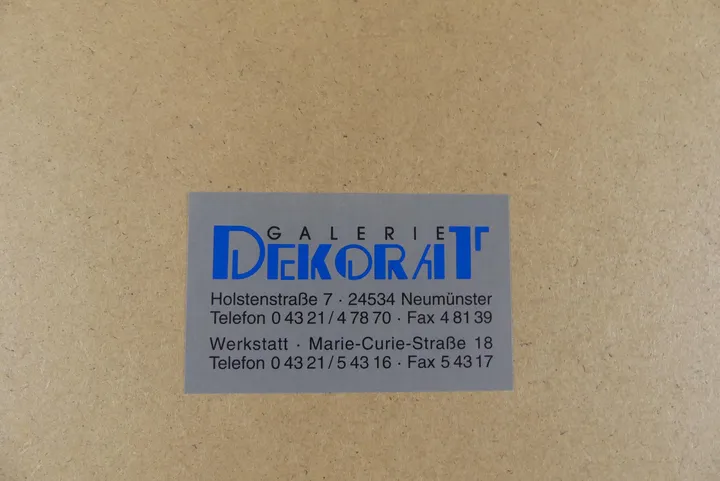 GALERIE
DEKORAT
Holstenstraße 7 · 24534 Neumünster
Telefon 0 43 21 / 4 78 70 · Fax 4 81 39
Werkstatt · Marie-Curie-Straße 18
Telefon 0 43 21 / 5 43 16 · Fax 5 43 17